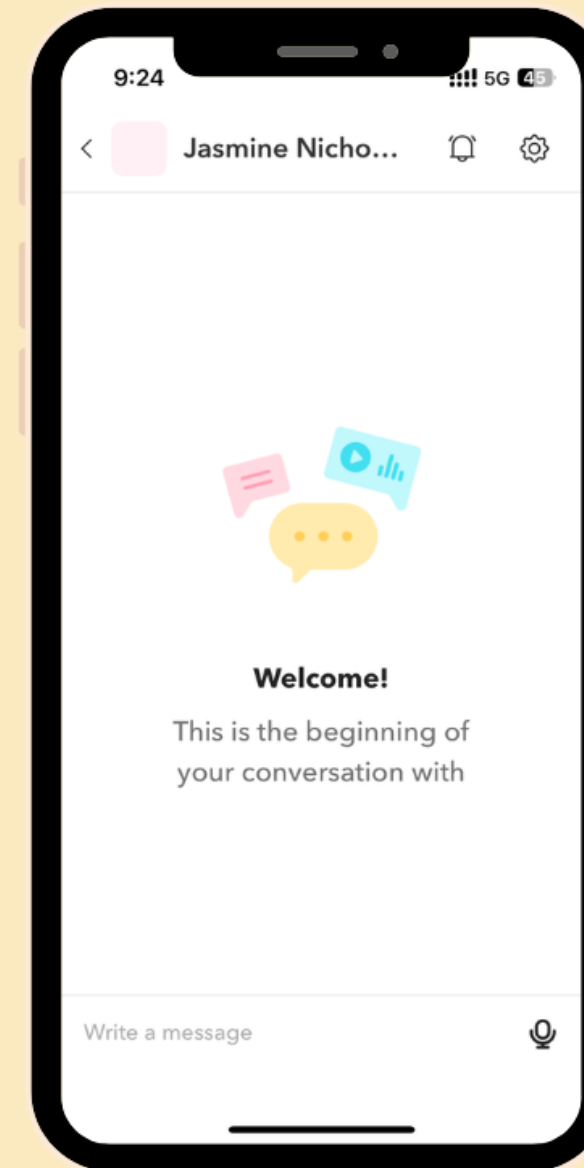 9:24
5G 45
Jasmine Nicho...
Welcome!
This is the beginning of
your conversation with
Write a message